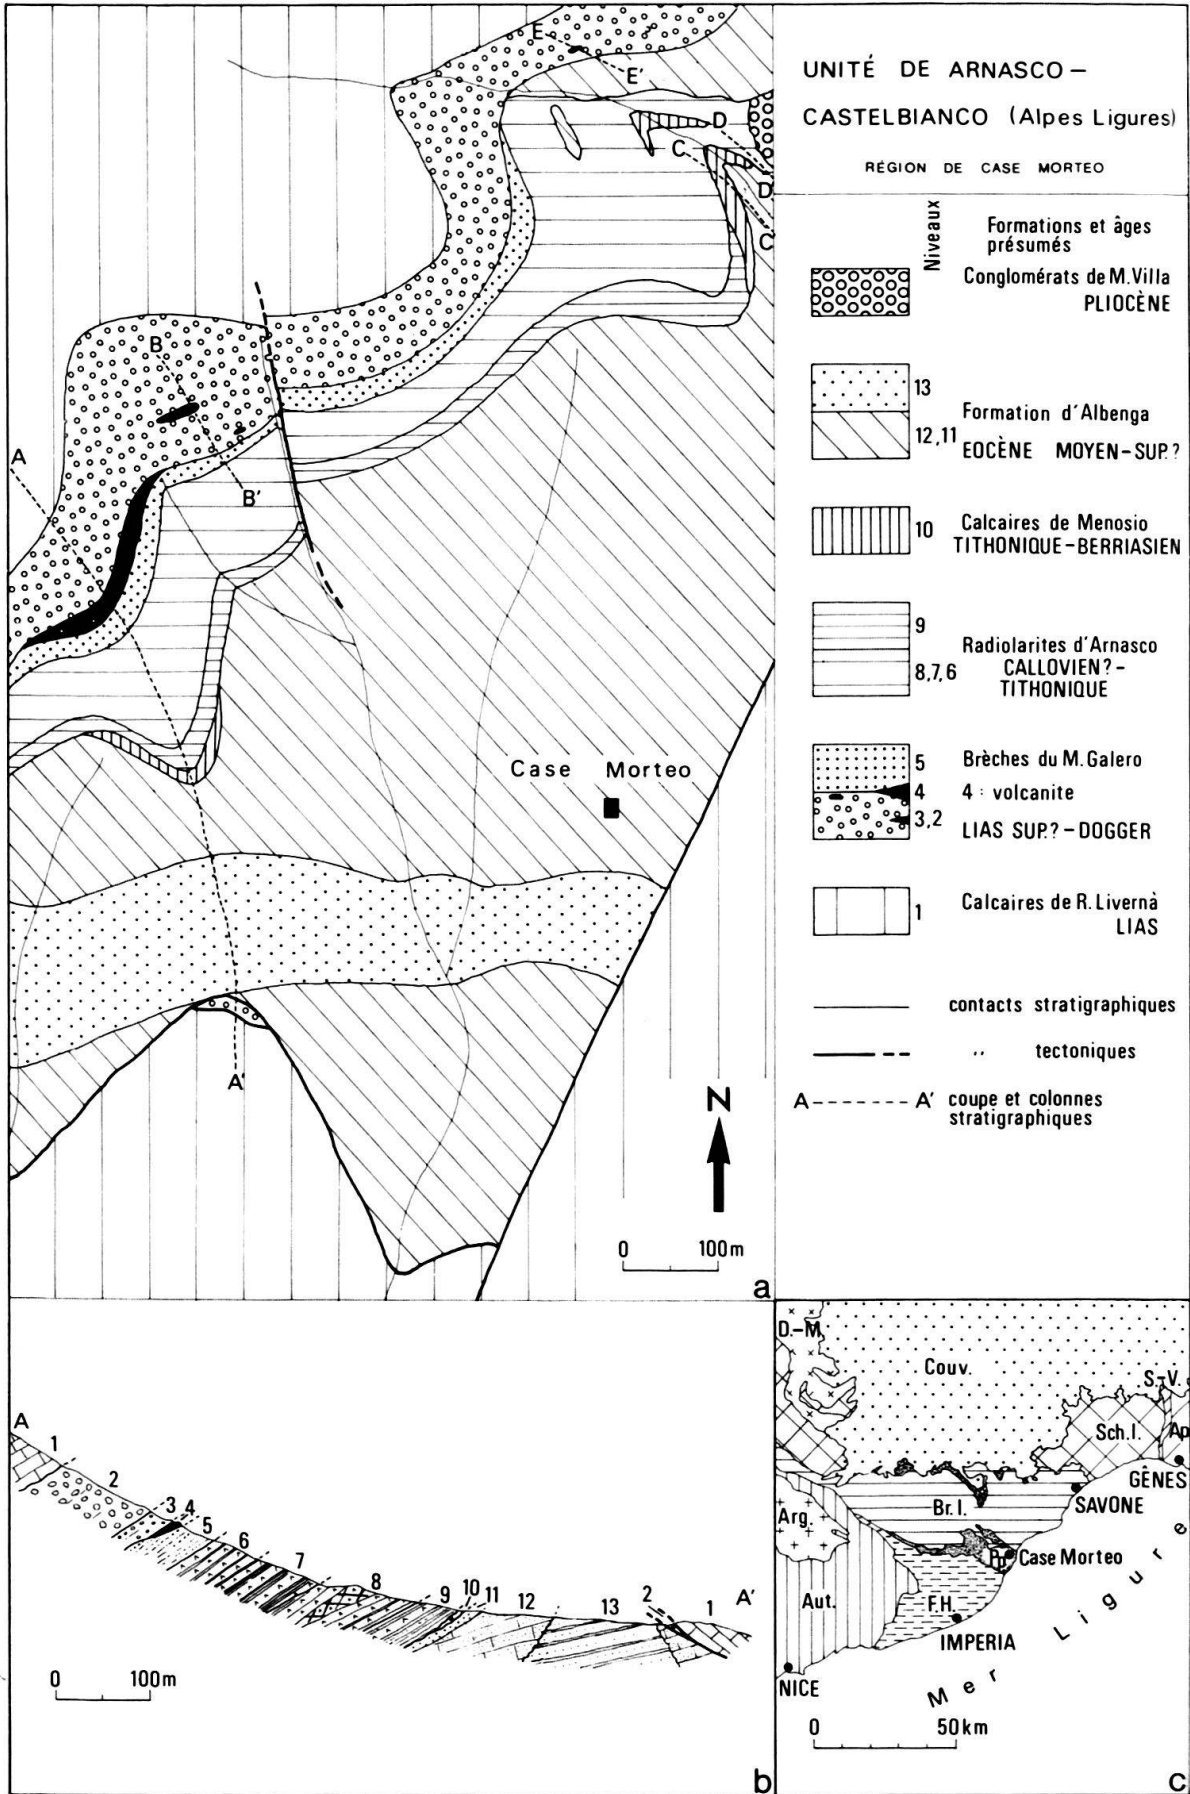 UNITÉ DE ARNASCO –
CASTELBIANCO (Alpes Ligures)
RÉGION DE CASE MORTEO
Niveaux
Formations et âges
présumés
Conglomérats de M. Villa
PLIOCÈNE
13
Formation d'Albenga
12,11
EOCÈNE MOYEN-SUP.?
10
Calcaires de Menosio
TITHONIQUE-BERRIASIEN
9
Radiolarites d'Arnasco
8,7,6
CALLOVIEN?-
TITHONIQUE
5
Brèches du M. Galero
4
4 : volcanite
3,2
LIAS SUP.?-DOGGER
1
Calcaires de R. Livernà
LIAS
contacts stratigraphiques
,, tectoniques
A A' coupe et colonnes
stratigraphiques
E
E'
D
C
D
C
B
A
B'
Case Morteo
A'
N
0 100m
a
A
1
2
3 4
5
6
7
8
9
10
11
12
13
2
1
A'
0 100m
b
D.-M.
Couv.
S.-V.
Sch.l.
Ap
GÊNES
Arg.
Br.l.
SAVONE
Pp
Case Morteo
Aut.
F.H.
IMPERIA
NICE
Mer Ligure
0 50km
c